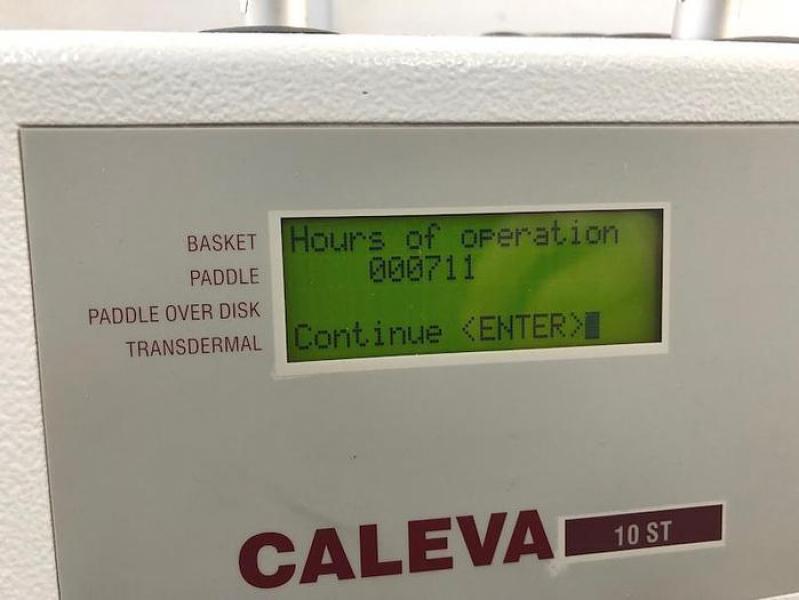 BASKET
PADDLE
PADDLE OVER DISK
TRANSDERMAL
Hours of operation
000711
Continue <ENTER>
CALEVA
10 ST